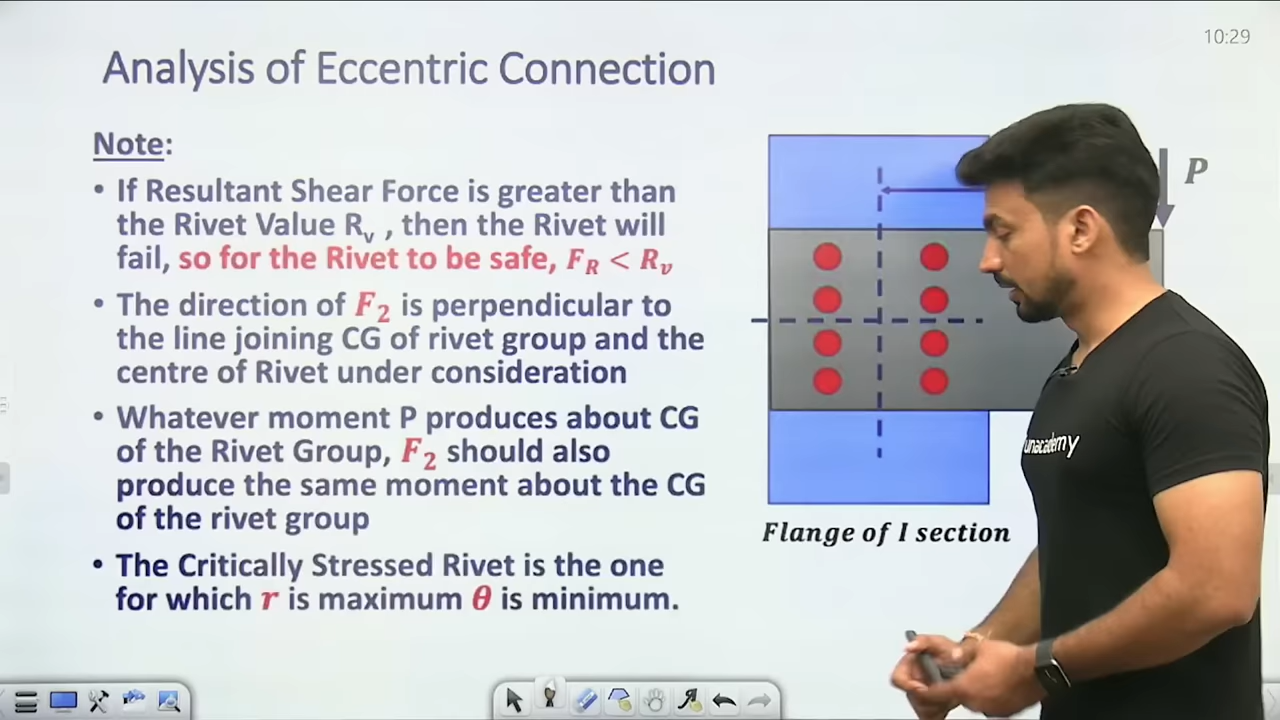 10:29
Analysis of Eccentric Connection
Note:
• If Resultant Shear Force is greater than
the Rivet Value Rᵥ , then the Rivet will
fail, so for the Rivet to be safe, F_R < R_v
• The direction of F₂ is perpendicular to
the line joining CG of rivet group and the
centre of Rivet under consideration
• Whatever moment P produces about CG
of the Rivet Group, F₂ should also
produce the same moment about the CG
of the rivet group
• The Critically Stressed Rivet is the one
for which r is maximum θ is minimum.
P
unacademy
Flange of I section